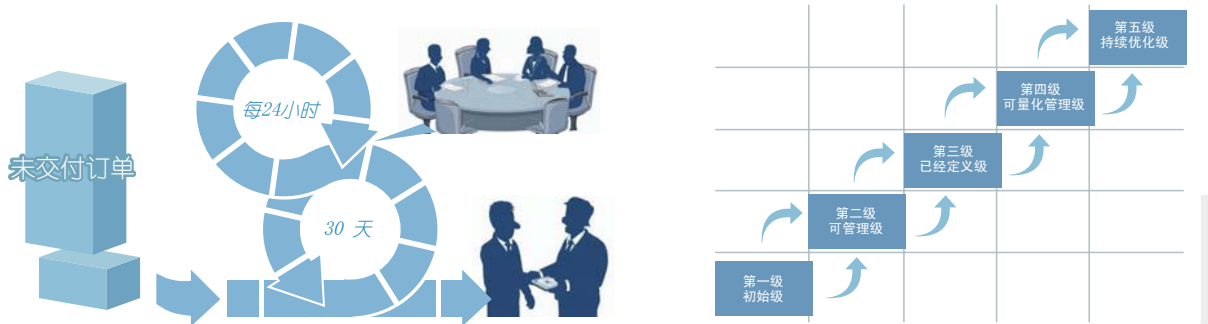 每24小时
未交付订单
30 天
第五级
持续优化级
第四级
可量化管理级
第三级
已经定义级
第二级
可管理级
第一级
初始级